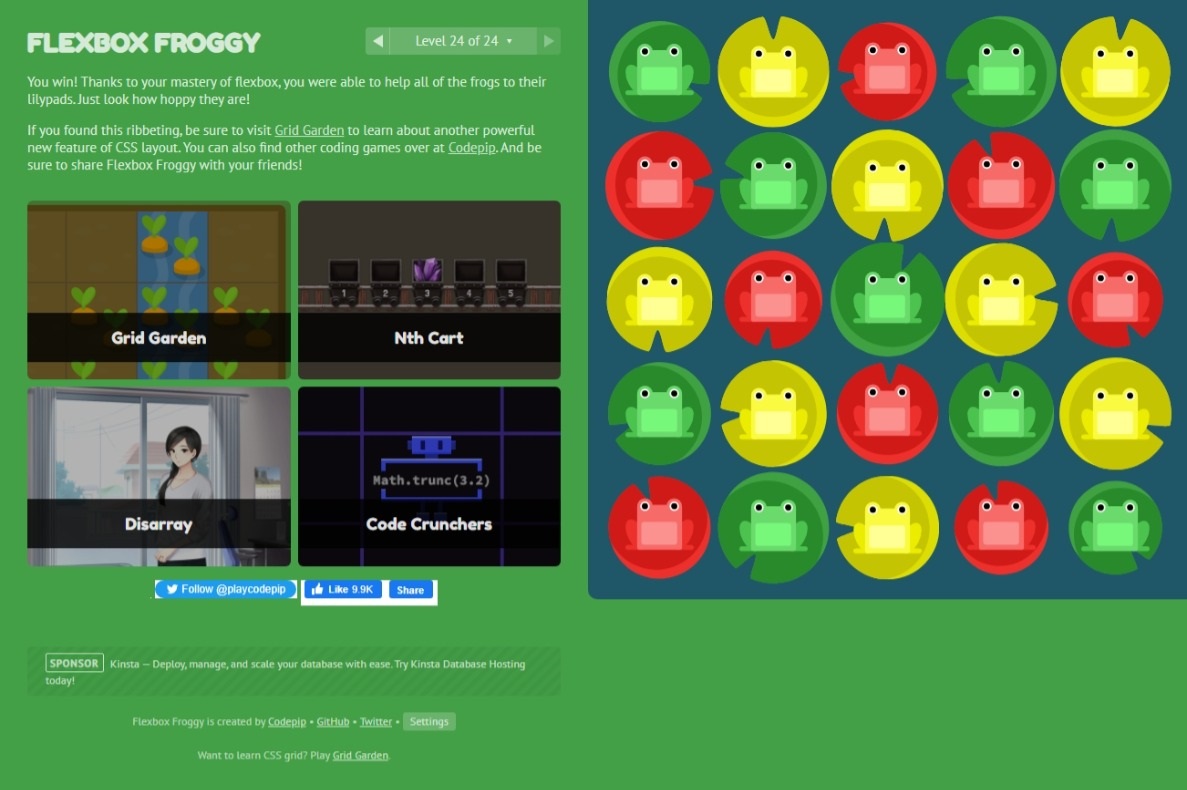 FLEXBOX FROGGY
◀ Level 24 of 24 ▾ ▶
You win! Thanks to your mastery of flexbox, you were able to help all of the frogs to their
lilypads. Just look how hoppy they are!
If you found this ribbeting, be sure to visit Grid Garden to learn about another powerful
new feature of CSS layout. You can also find other coding games over at Codepip. And be
sure to share Flexbox Froggy with your friends!
Grid Garden
1 2 3 4 5
Nth Cart
Disarray
Math.trunc(3.2)
Code Crunchers
Follow @playcodepip
Like 9.9K
Share
SPONSOR Kinsta — Deploy, manage, and scale your database with ease. Try Kinsta Database Hosting
today!
Flexbox Froggy is created by Codepip • GitHub • Twitter • Settings
Want to learn CSS grid? Play Grid Garden.